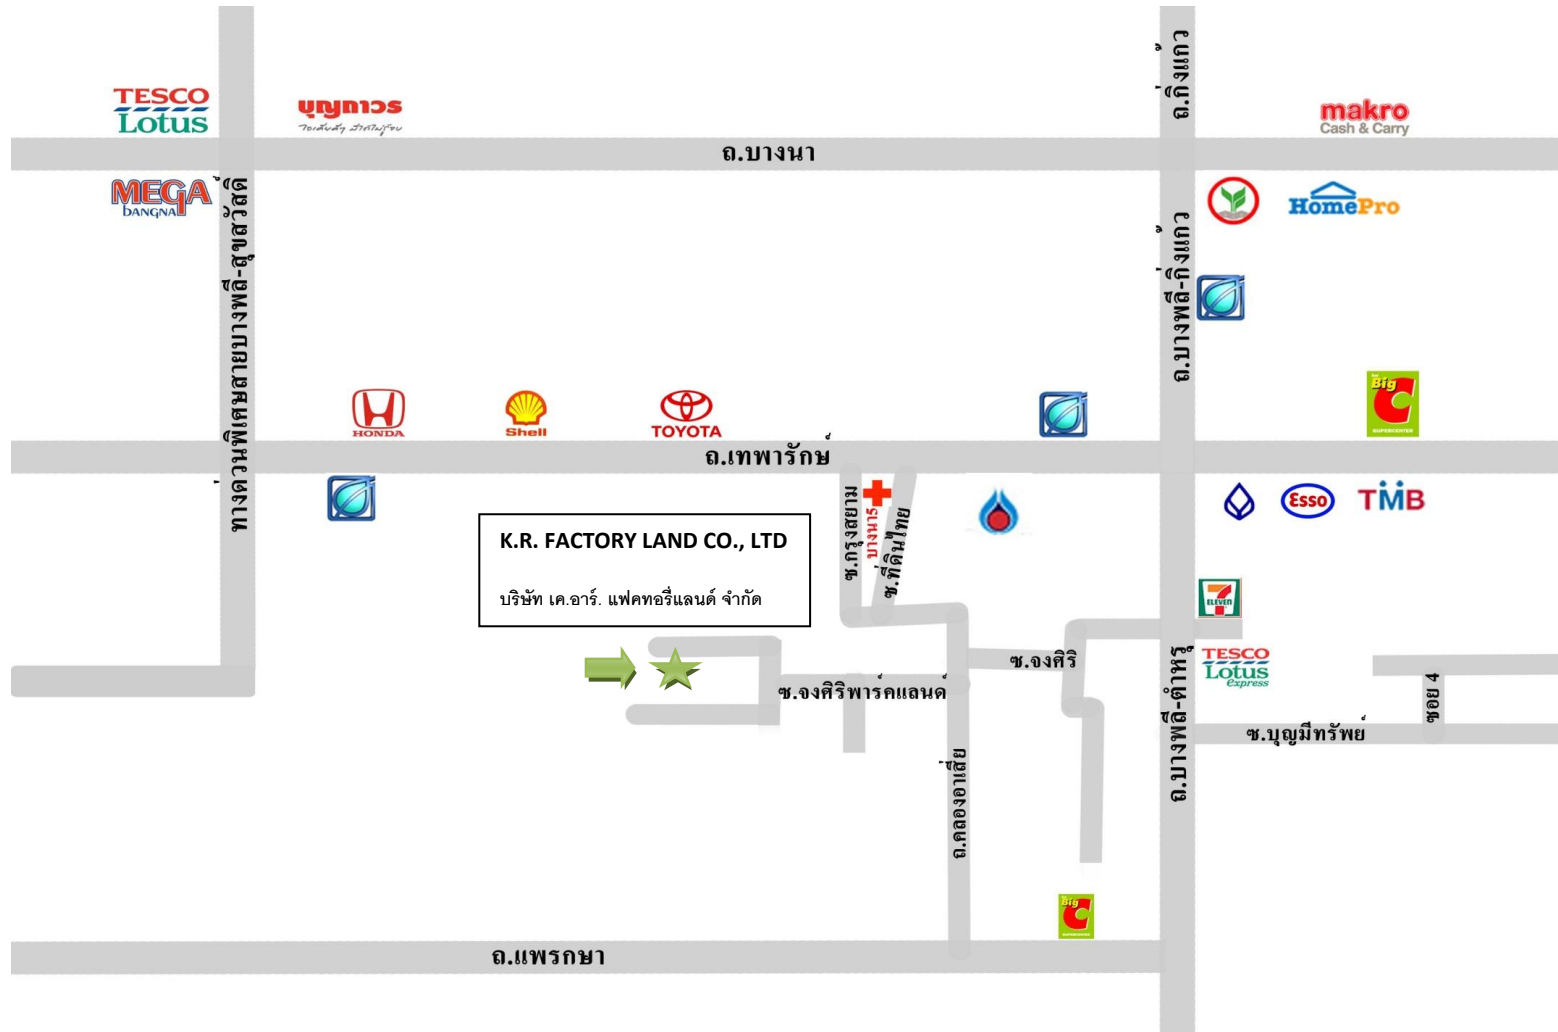 ถ.กิ่งแก้ว
TESCO
Lotus
บุญถาวร
makro
Cash & Carry
ถ.บางนา
MEGA
BANGNA
HomePro
ทางด่วนพิเศษสายบางพลี-สุขสวัสดิ์
ถ.บางพลี-กิ่งแก้ว
HONDA
Shell
TOYOTA
Big
C
SUPERCENTER
ถ.เทพารักษ์
ซ.กรุงสยาม
บางนา5
ซ.ที่ดินไทย
Esso
TMB
K.R. FACTORY LAND CO., LTD
บริษัท เค.อาร์. แฟคทอรี่แลนด์ จำกัด
7
ELEVEN
ซ.จงศิริ
TESCO
Lotus
Express
ซ.จงศิริพาร์คแลนด์
ถ.บางพลี-ตำหรุ
ซอย 4
ซ.บุญมีทรัพย์
ถ.คลองอาเสี่ย
Big
C
SUPERCENTER
ถ.แพรกษา